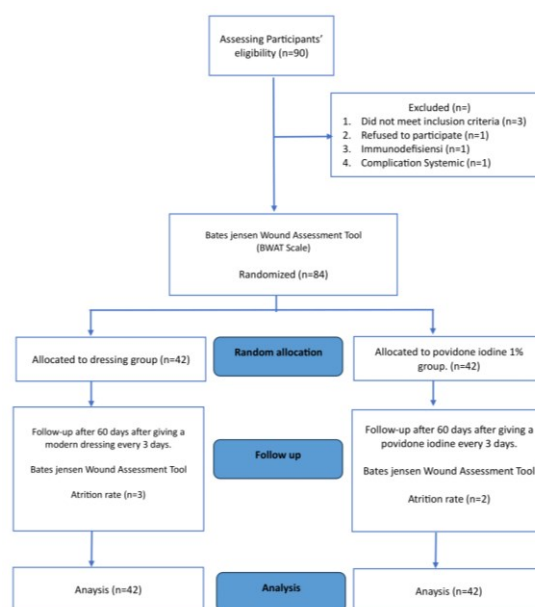 Assessing Participants'
eligibility (n=90)
Excluded (n=)
1. Did not meet inclusion criteria (n=3)
2. Refused to participate (n=1)
3. Immunodefisiensi (n=1)
4. Complication Systemic (n=1)
Bates jensen Wound Assessment Tool
(BWAT Scale)
Randomized (n=84)
Allocated to dressing group (n=42)
Random allocation
Allocated to povidone iodine 1%
group. (n=42)
Follow-up after 60 days after giving a
modern dressing every 3 days.
Bates jensen Wound Assessment Tool
Atrition rate (n=3)
Follow up
Follow-up after 60 days after giving a
povidone iodine every 3 days.
Bates jensen Wound Assessment Tool
Atrition rate (n=2)
Anaysis (n=42)
Analysis
Anaysis (n=42)